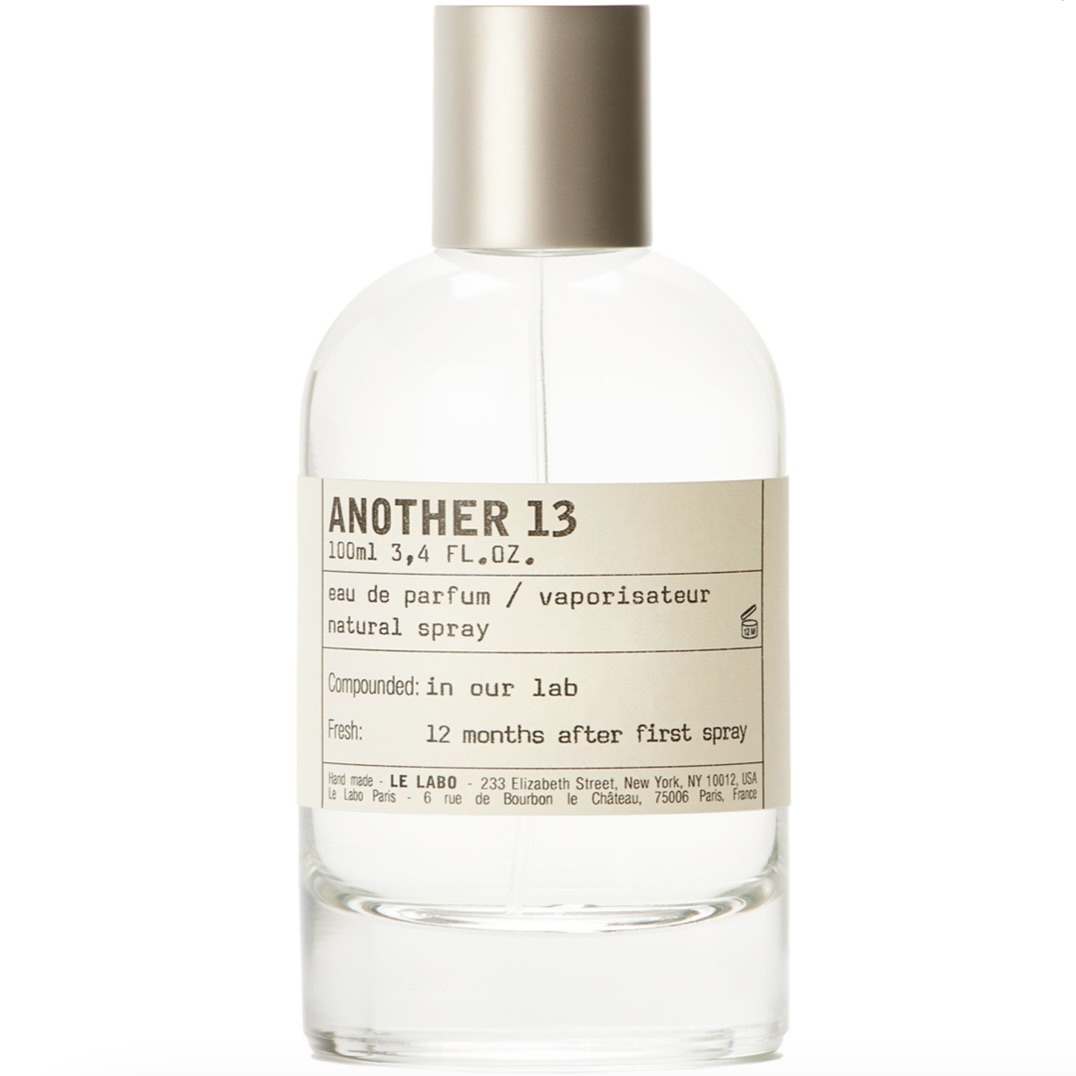 ANOTHER 13
100ml 3,4 FL.OZ.
eau de parfum / vaporisateur
natural spray
12 M
Compounded: in our lab
Fresh: 12 months after first spray
Hand made - LE LABO - 233 Elizabeth Street, New York, NY 10012, USA
Le Labo Paris - 6 rue de Bourbon le Château, 75006 Paris, France